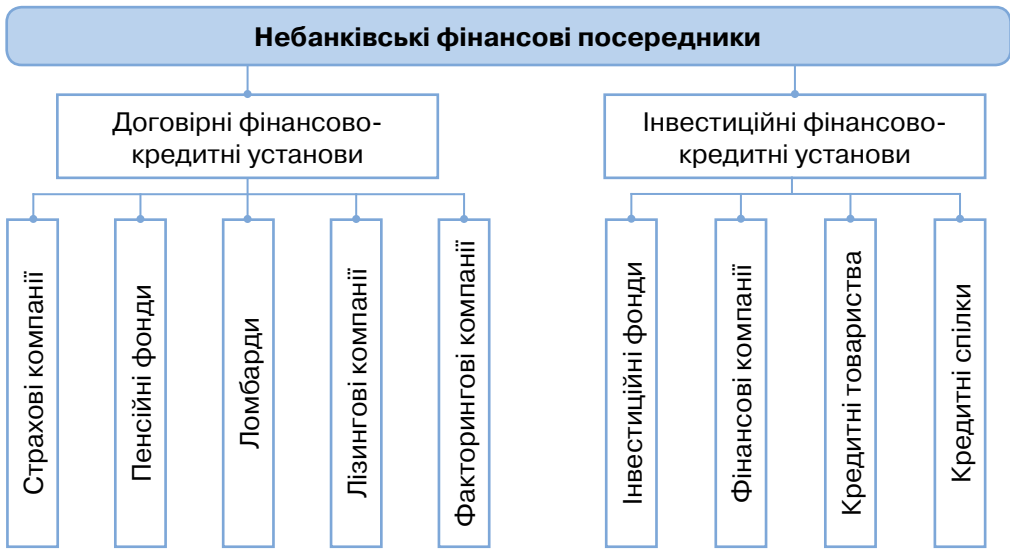 Небанківські фінансові посередники
Договірні фінансово-
кредитні установи
Інвестиційні фінансово-
кредитні установи
Страхові компанії
Пенсійні фонди
Ломбарди
Лізингові компанії
Факторингові компанії
Інвестиційні фонди
Фінансові компанії
Кредитні товариства
Кредитні спілки